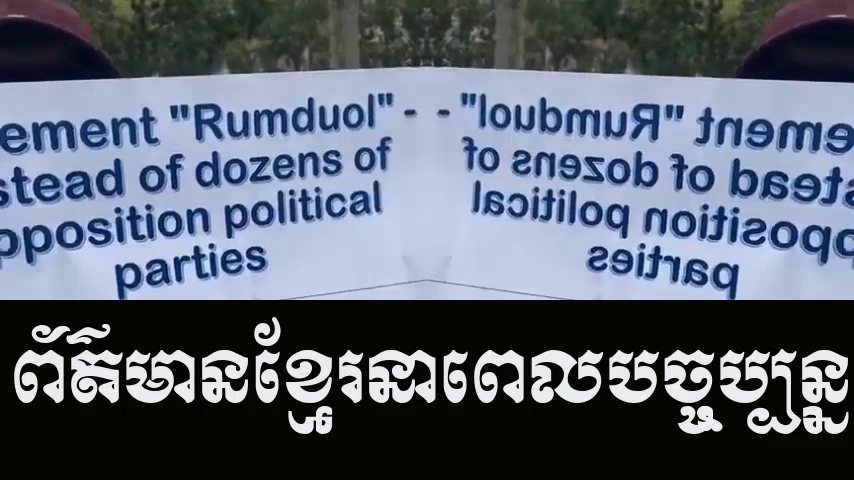 ement "Rumduol" -
stead of dozens of
pposition political
parties
ព័ត៌មានខ្មែរនាពេលបច្ចុប្បន្ន